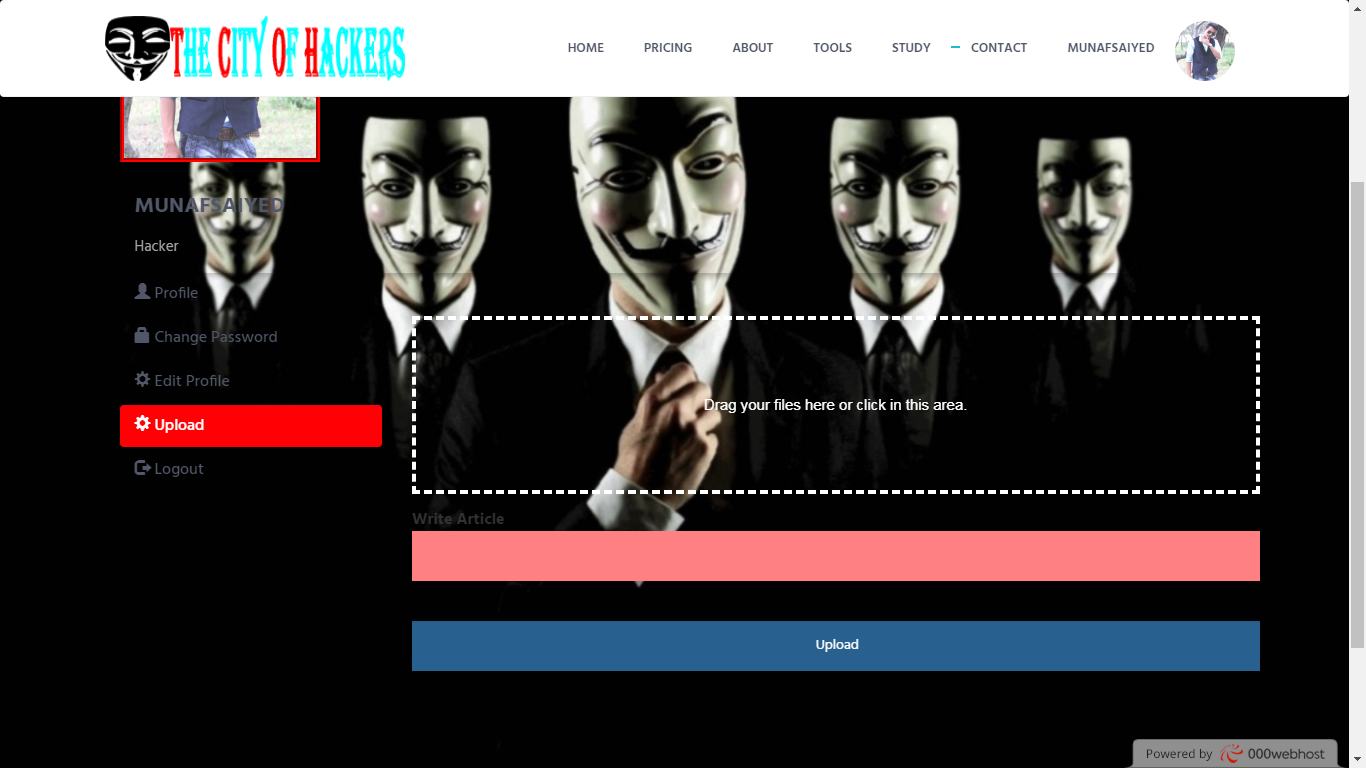 THE CITY OF HACKERS
HOME PRICING ABOUT TOOLS STUDY CONTACT MUNAFSAIYED
MUNAFSAIYED
Hacker
Profile
Change Password
Edit Profile
Upload
Logout
Drag your files here or click in this area.
Write Article
Upload
Powered by 000webhost